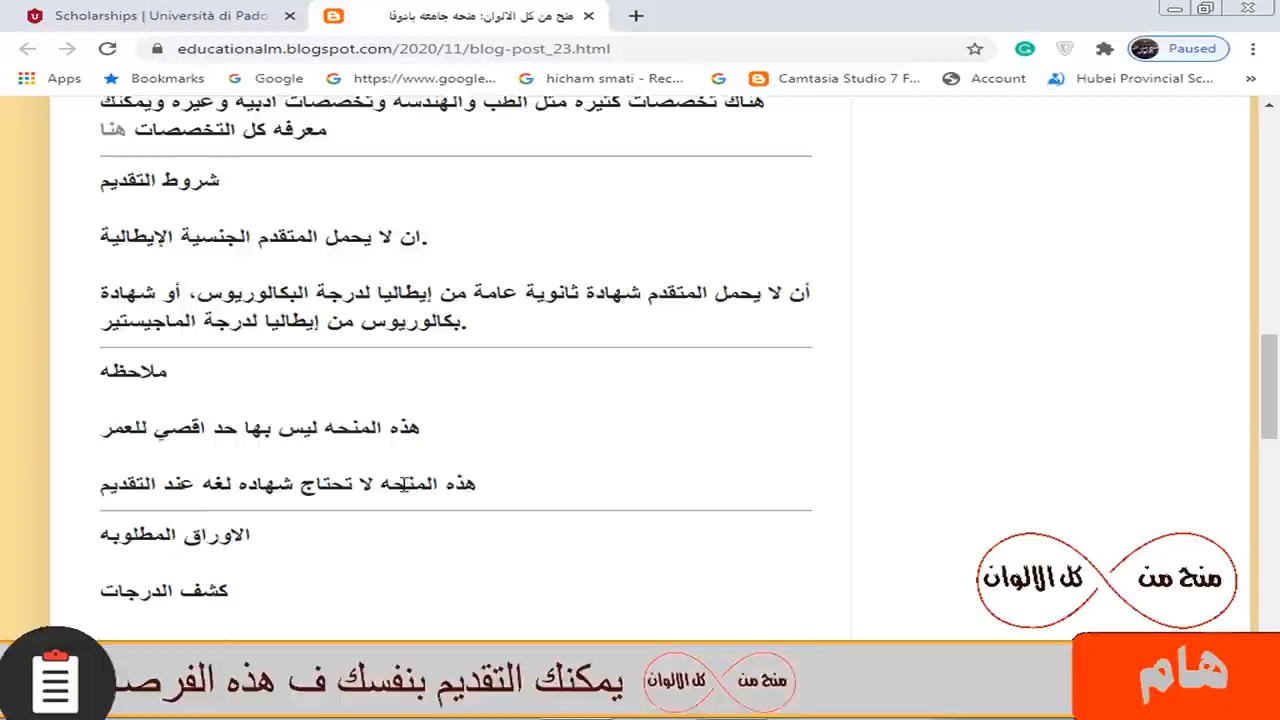 Scholarships | Università di Pado
منح من كل الالوان: منحه جامعه بادوفا
educationalm.blogspot.com/2020/11/blog-post_23.html
Paused
Apps
Bookmarks
Google
https://www.google...
hicham smati - Rec...
Camtasia Studio 7 F...
Account
Hubei Provincial Sc...
»
هناك تخصصات كتيره متل الطب والهندسه وتخصصات ادبيه وغيره ويمكنك
معرفه كل التخصصات هنا
شروط التقديم
ان لا يحمل المتقدم الجنسية الإيطالية.
أن لا يحمل المتقدم شهادة ثانوية عامة من إيطاليا لدرجة البكالوريوس، أو شهادة
بكالوريوس من إيطاليا لدرجة الماجيستير.
ملاحظه
هذه المنحه ليس بها حد اقصي للعمر
هذه المنحه لا تحتاج شهاده لغه عند التقديم
الاوراق المطلوبه
كشف الدرجات
منح من كل الالوان
هام
منح من كل الالوان
يمكنك التقديم بنفسك ف هذه الفرصـ